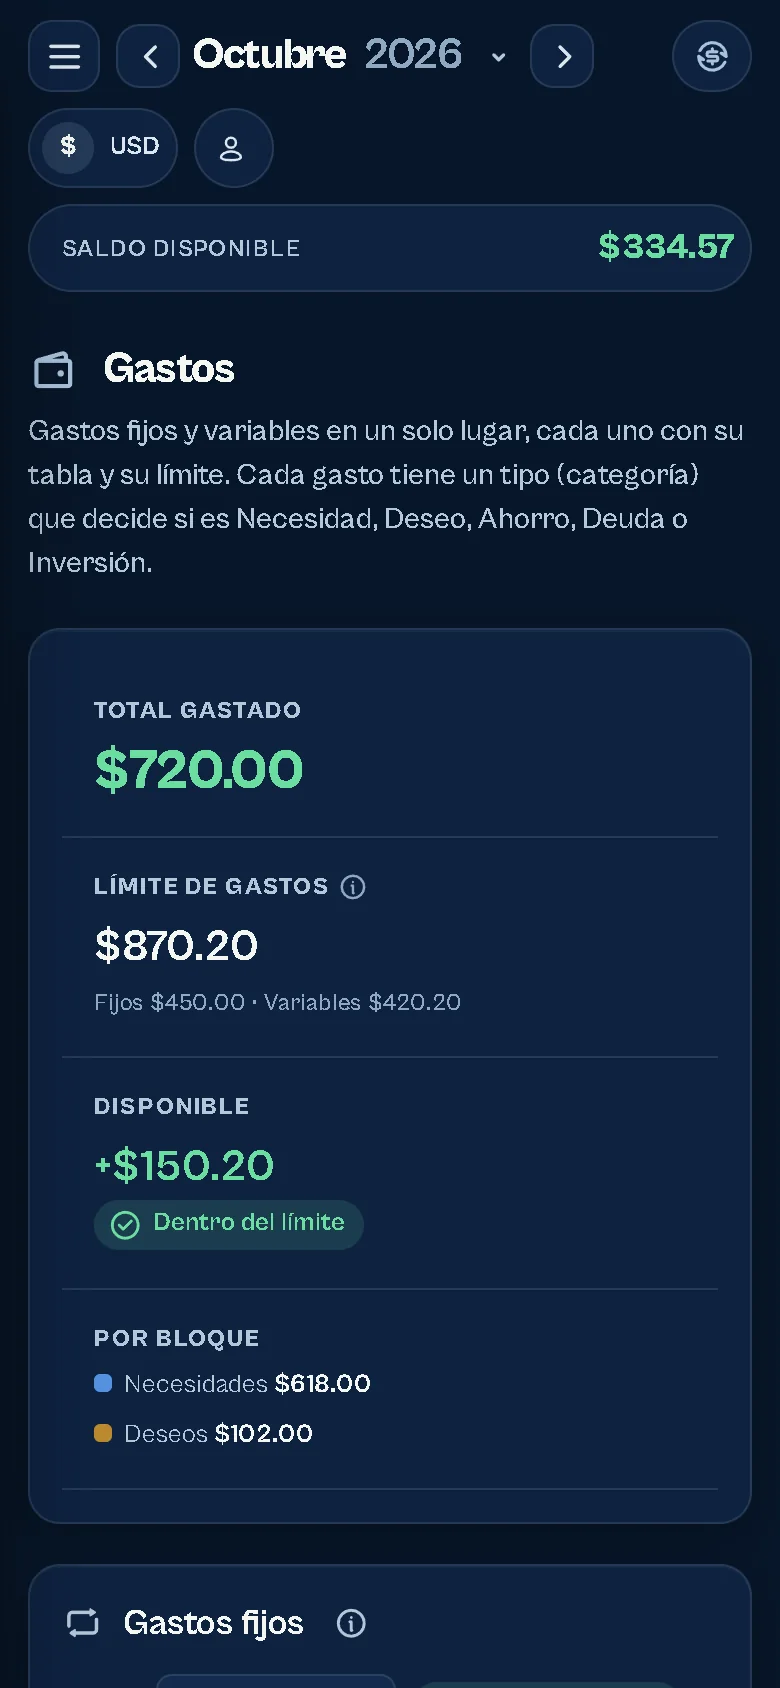 Octubre 2026
$ USD
SALDO DISPONIBLE $334.57
Gastos
Gastos fijos y variables en un solo lugar, cada uno con su
tabla y su límite. Cada gasto tiene un tipo (categoría)
que decide si es Necesidad, Deseo, Ahorro, Deuda o
Inversión.
TOTAL GASTADO
$720.00
LÍMITE DE GASTOS
$870.20
Fijos $450.00 · Variables $420.20
DISPONIBLE
+$150.20
Dentro del límite
POR BLOQUE
Necesidades $618.00
Deseos $102.00
Gastos fijos